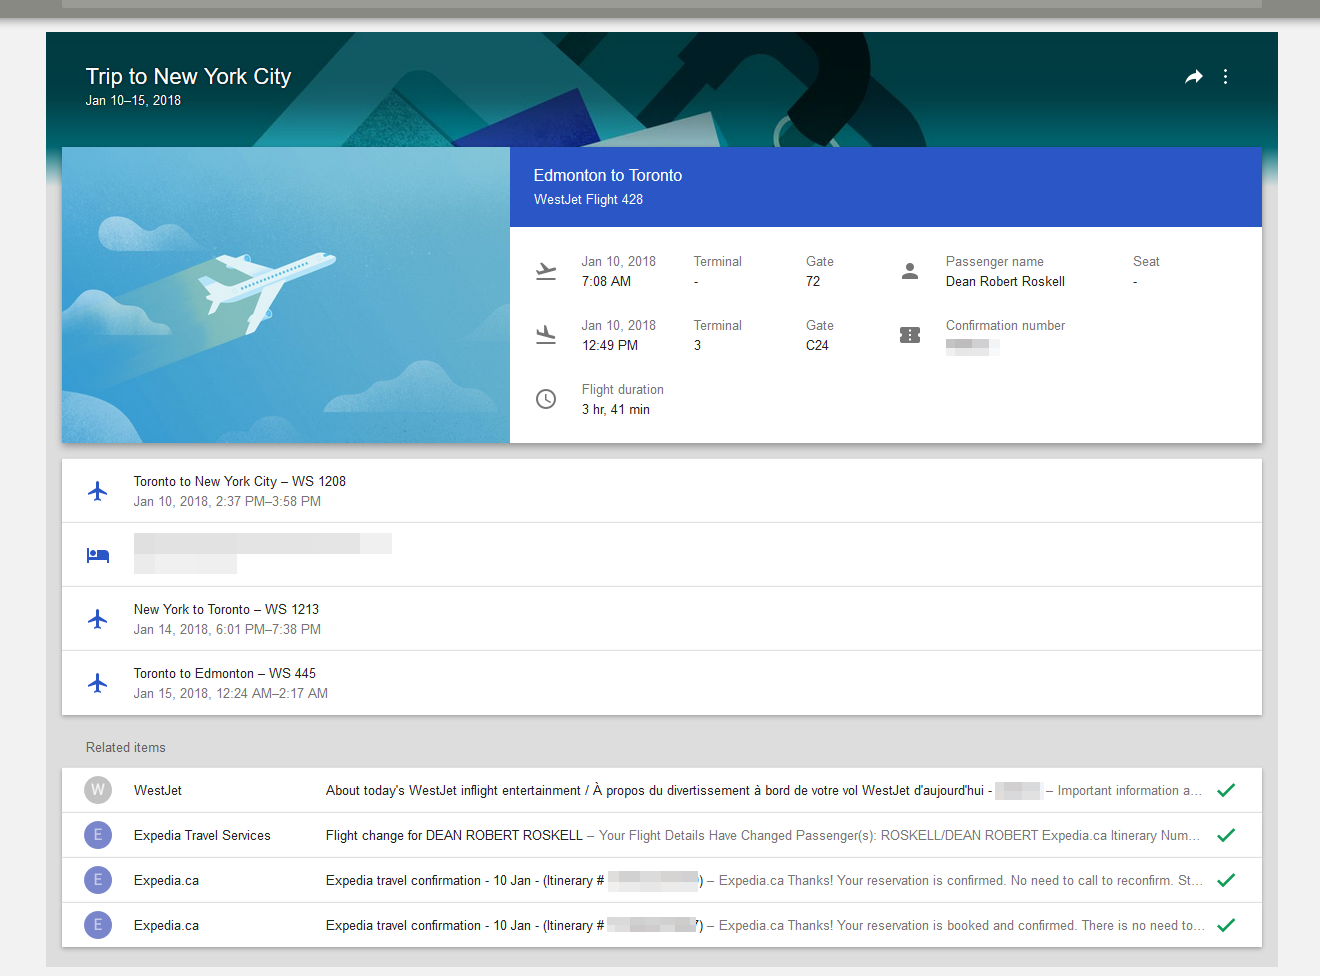 Trip to New York City
Jan 10–15, 2018
Edmonton to Toronto
WestJet Flight 428
Jan 10, 2018 Terminal Gate Passenger name Seat
7:08 AM - 72 Dean Robert Roskell -
Jan 10, 2018 Terminal Gate Confirmation number
12:49 PM 3 C24
Flight duration
3 hr, 41 min
Toronto to New York City – WS 1208
Jan 10, 2018, 2:37 PM–3:58 PM
New York to Toronto – WS 1213
Jan 14, 2018, 6:01 PM–7:38 PM
Toronto to Edmonton – WS 445
Jan 15, 2018, 12:24 AM–2:17 AM
Related items
W WestJet About today's WestJet inflight entertainment / À propos du divertissement à bord de votre vol WestJet d'aujourd'hui - – Important information a...
E Expedia Travel Services Flight change for DEAN ROBERT ROSKELL – Your Flight Details Have Changed Passenger(s): ROSKELL/DEAN ROBERT Expedia.ca Itinerary Num...
E Expedia.ca Expedia travel confirmation - 10 Jan - (Itinerary # ) – Expedia.ca Thanks! Your reservation is confirmed. No need to call to reconfirm. St...
E Expedia.ca Expedia travel confirmation - 10 Jan - (Itinerary # ) – Expedia.ca Thanks! Your reservation is booked and confirmed. There is no need to...